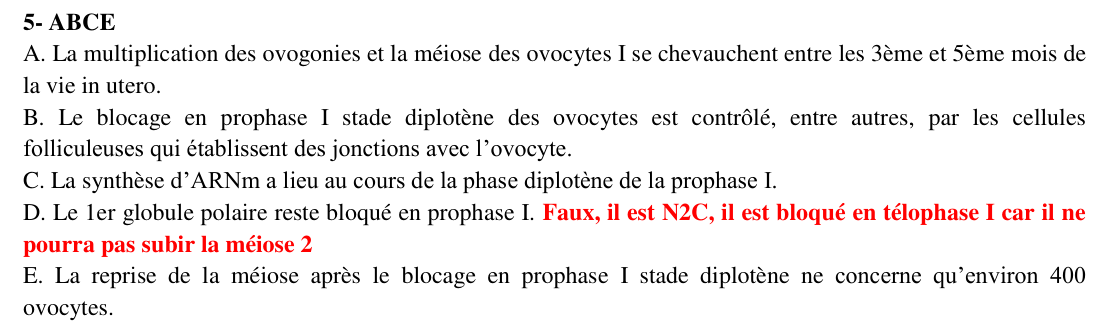 5- ABCE
A. La multiplication des ovogonies et la méiose des ovocytes I se chevauchent entre les 3ème et 5ème mois de
la vie in utero.
B. Le blocage en prophase I stade diplotène des ovocytes est contrôlé, entre autres, par les cellules
folliculeuses qui établissent des jonctions avec l’ovocyte.
C. La synthèse d’ARNm a lieu au cours de la phase diplotène de la prophase I.
D. Le 1er globule polaire reste bloqué en prophase I. Faux, il est N2C, il est bloqué en télophase I car il ne
pourra pas subir la méiose 2
E. La reprise de la méiose après le blocage en prophase I stade diplotène ne concerne qu’environ 400
ovocytes.